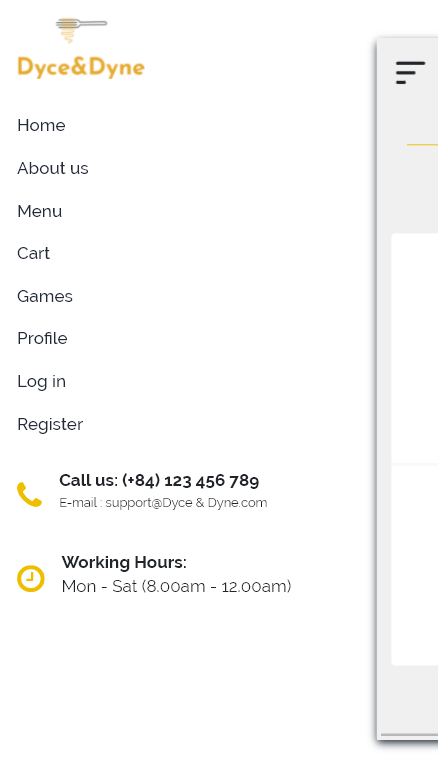 Dyce&Dyne
Home
About us
Menu
Cart
Games
Profile
Log in
Register
Call us: (+84) 123 456 789
E-mail : support@Dyce & Dyne.com
Working Hours:
Mon - Sat (8.00am - 12.00am)